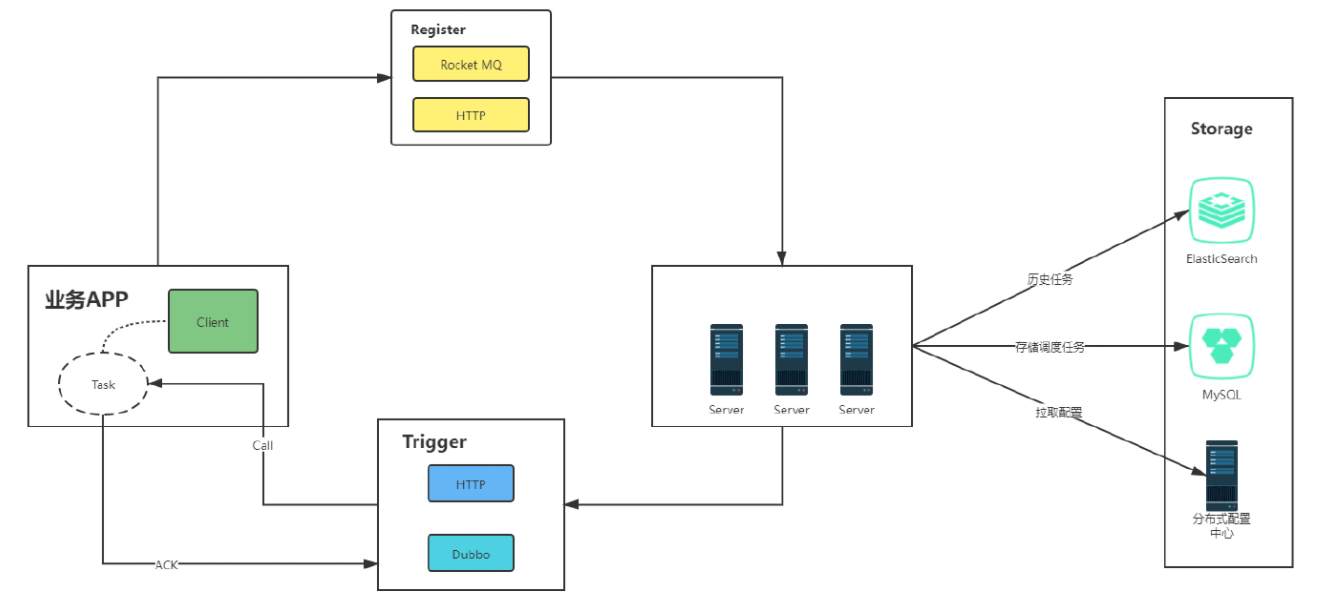 Register
Rocket MQ
HTTP
Storage
ElasticSearch
业务APP
Client
Task
历史任务
存储调度任务
MySQL
拉取配置
Server
Server
Server
Call
Trigger
HTTP
Dubbo
ACK
分布式配置
中心